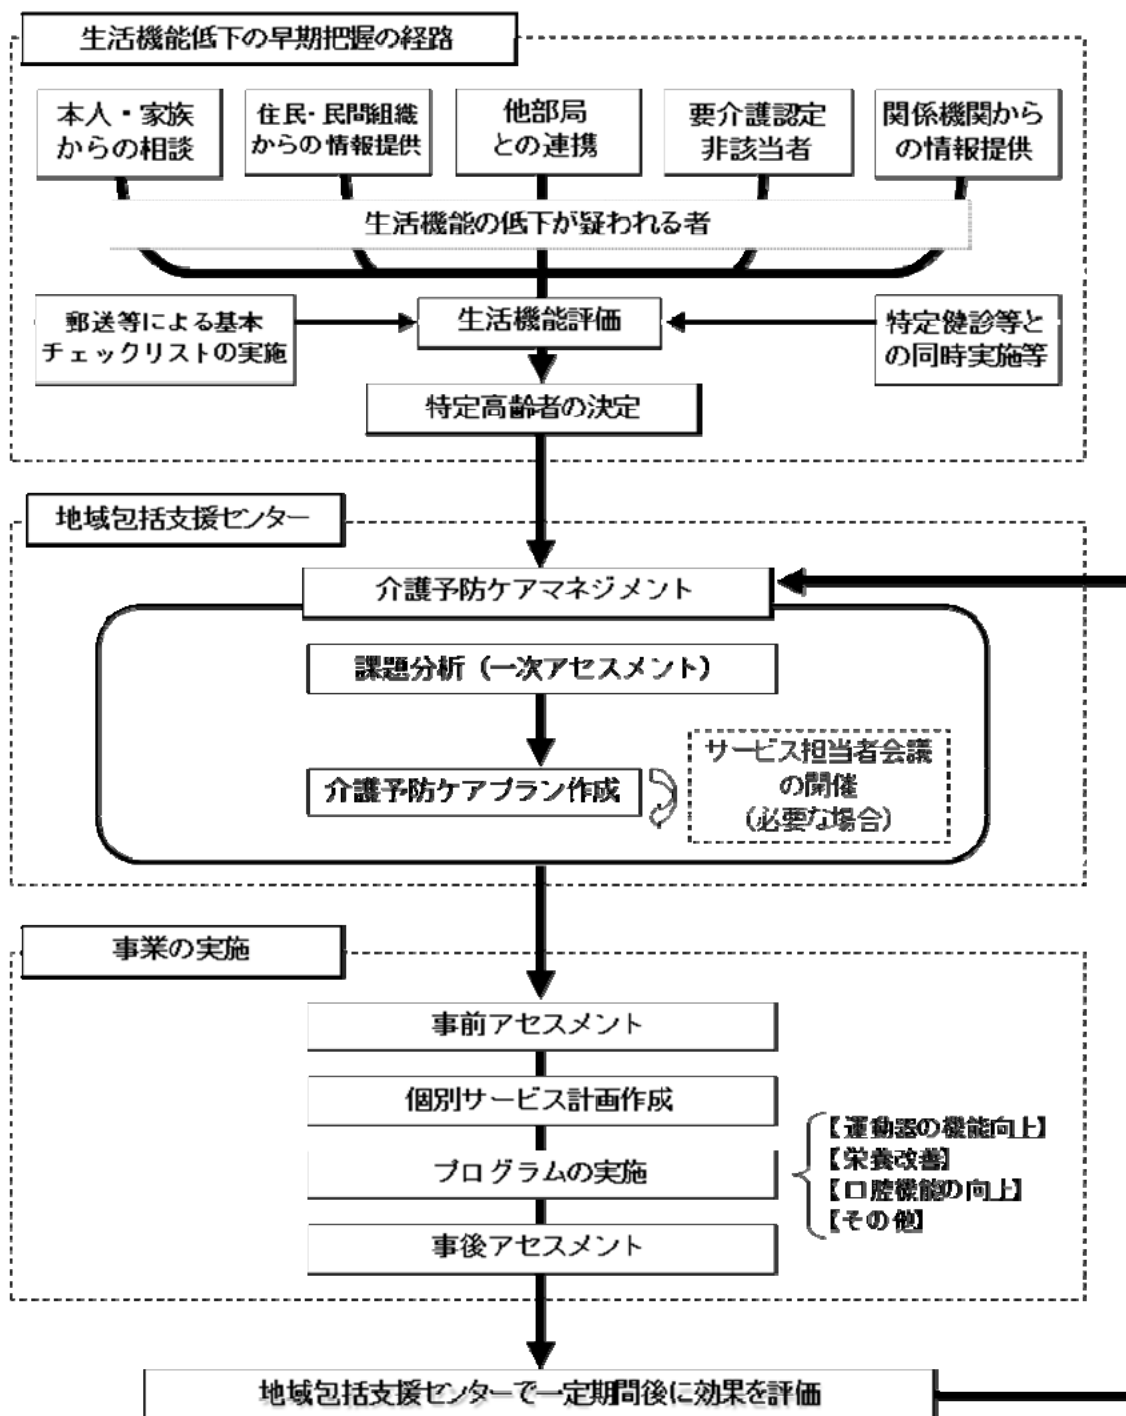 生活機能低下の早期把握の経路
本人・家族
からの相談
住民・民間組織
からの情報提供
他部局
との連携
要介護認定
非該当者
関係機関から
の情報提供
生活機能の低下が疑われる者
郵送等による基本
チェックリストの実施
生活機能評価
特定健診等と
の同時実施等
特定高齢者の決定
地域包括支援センター
介護予防ケアマネジメント
課題分析（一次アセスメント）
介護予防ケアプラン作成
サービス担当者会議
の開催
（必要な場合）
事業の実施
事前アセスメント
個別サービス計画作成
プログラムの実施
【運動器の機能向上】
【栄養改善】
【口腔機能の向上】
【その他】
事後アセスメント
地域包括支援センターで一定期間後に効果を評価